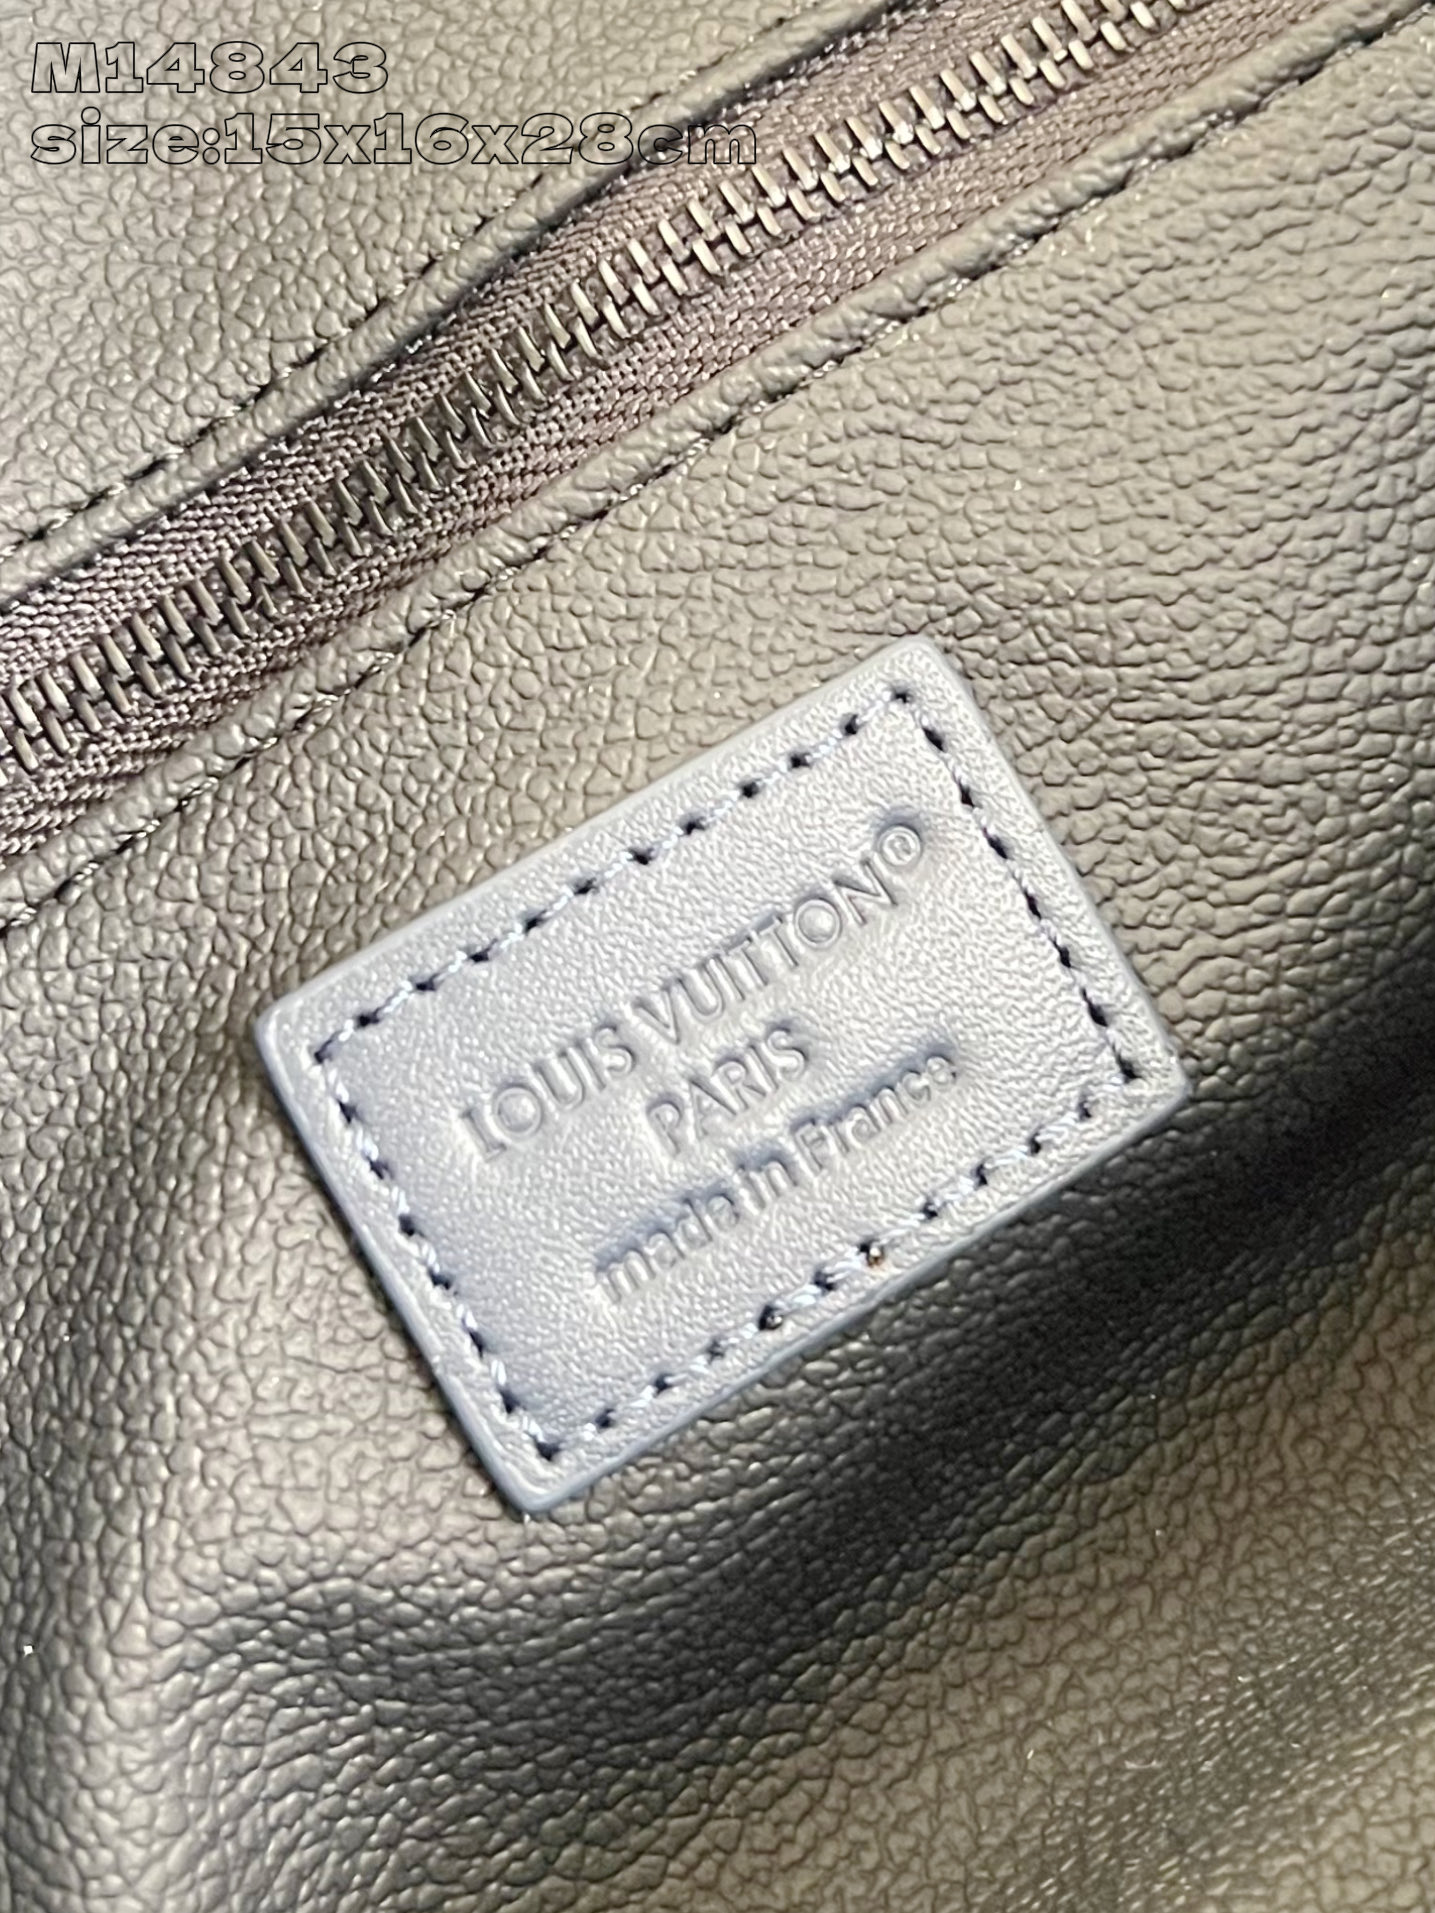 M14843
size:15x16x28cm
LOUIS VUITTON®
PARIS
made in France